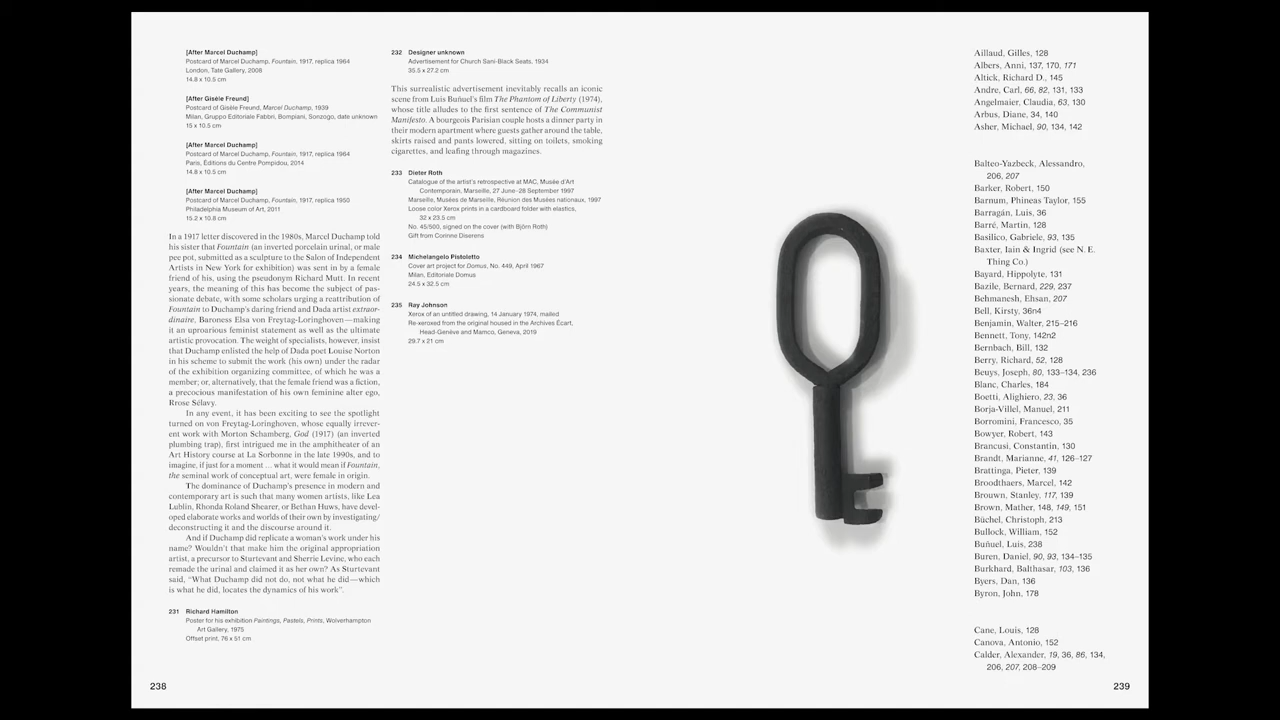 [After Marcel Duchamp]
Postcard of Marcel Duchamp, Fountain, 1917, replica 1964
London, Tate Gallery, 2008
14.8 x 10.5 cm
[After Gisèle Freund]
Postcard of Gisèle Freund, Marcel Duchamp, 1939
Milan, Gruppo Editoriale Fabbri, Bompiani, Sonzogo, date unknown
15 x 10.5 cm
[After Marcel Duchamp]
Postcard of Marcel Duchamp, Fountain, 1917, replica 1964
Paris, Éditions du Centre Pompidou, 2014
14.8 x 10.5 cm
[After Marcel Duchamp]
Postcard of Marcel Duchamp, Fountain, 1917, replica 1950
Philadelphia Museum of Art, 2011
15.2 x 10.8 cm
In a 1917 letter discovered in the 1980s, Marcel Duchamp told
his sister that Fountain (an inverted porcelain urinal, or male
pee pot, submitted as a sculpture to the Salon of Independent
Artists in New York for exhibition) was sent in by a female
friend of his, using the pseudonym Richard Mutt. In recent
years, the meaning of this has become the subject of pas-
sionate debate, with some scholars urging a reattribution of
Fountain to Duchamp's daring friend and Dada artist extraor-
dinaire, Baroness Elsa von Freytag-Loringhoven—making
it an uproarious feminist statement as well as the ultimate
artistic provocation. The weight of specialists, however, insist
that Duchamp enlisted the help of Dada poet Louise Norton
in his scheme to submit the work (his own) under the radar
of the exhibition organizing committee, of which he was a
member; or, alternatively, that the female friend was a fiction,
a precocious manifestation of his own feminine alter ego,
Rrose Sélavy.
In any event, it has been exciting to see the spotlight
turned on von Freytag-Loringhoven, whose equally irrever-
ent work with Morton Schamberg, God (1917) (an inverted
plumbing trap), first intrigued me in the amphitheater of an
Art History course at La Sorbonne in the late 1990s, and to
imagine, if just for a moment ... what it would mean if Fountain,
the seminal work of conceptual art, were female in origin.
The dominance of Duchamp's presence in modern and
contemporary art is such that many women artists, like Lea
Lublin, Rhonda Roland Shearer, or Bethan Huws, have devel-
oped elaborate works and worlds of their own by investigating/
deconstructing it and the discourse around it.
And if Duchamp did replicate a woman's work under his
name? Wouldn't that make him the original appropriation
artist, a precursor to Sturtevant and Sherrie Levine, who each
remade the urinal and claimed it as her own? As Sturtevant
said, "What Duchamp did not do, not what he did—which
is what he did, locates the dynamics of his work".
231 Richard Hamilton
Poster for his exhibition Paintings, Pastels, Prints, Wolverhampton
Art Gallery, 1975
Offset print, 76 x 51 cm
238
232 Designer unknown
Advertisement for Church Sani-Black Seats, 1934
35.5 x 27.2 cm
This surrealistic advertisement inevitably recalls an iconic
scene from Luis Buñuel's film The Phantom of Liberty (1974),
whose title alludes to the first sentence of The Communist
Manifesto. A bourgeois Parisian couple hosts a dinner party in
their modern apartment where guests gather around the table,
skirts raised and pants lowered, sitting on toilets, smoking
cigarettes, and leafing through magazines.
233 Dieter Roth
Catalogue of the artist's retrospective at MAC, Musée d'Art
Contemporain, Marseille, 27 June–28 September 1997
Marseille, Musées de Marseille, Réunion des Musées nationaux, 1997
Loose color Xerox prints in a cardboard folder with elastics,
32 x 23.5 cm
No. 45/500, signed on the cover (with Björn Roth)
Gift from Corinne Diserens
234 Michelangelo Pistoletto
Cover art project for Domus, No. 449, April 1967
Milan, Editoriale Domus
24.5 x 32.5 cm
235 Ray Johnson
Xerox of an untitled drawing, 14 January 1974, mailed
Re-xeroxed from the original housed in the Archives Écart,
Head-Genève and Mamco, Geneva, 2019
29.7 x 21 cm
Aillaud, Gilles, 128
Albers, Anni, 137, 170, 171
Altick, Richard D., 145
Andre, Carl, 66, 82, 131, 133
Angelmaier, Claudia, 63, 130
Arbus, Diane, 34, 140
Asher, Michael, 90, 134, 142
Balteo-Yazbeck, Alessandro,
206, 207
Barker, Robert, 150
Barnum, Phineas Taylor, 155
Barragán, Luis, 36
Barré, Martin, 128
Basilico, Gabriele, 93, 135
Baxter, Iain & Ingrid (see N. E.
Thing Co.)
Bayard, Hippolyte, 131
Bazile, Bernard, 229, 237
Behmanesh, Ehsan, 207
Bell, Kirsty, 36n4
Benjamin, Walter, 215–216
Bennett, Tony, 142n2
Bernbach, Bill, 132
Berry, Richard, 52, 128
Beuys, Joseph, 80, 133–134, 236
Blanc, Charles, 184
Boetti, Alighiero, 23, 36
Borja-Villel, Manuel, 211
Borromini, Francesco, 35
Bowyer, Robert, 143
Brancusi, Constantin, 130
Brandt, Marianne, 41, 126–127
Brattinga, Pieter, 139
Broodthaers, Marcel, 142
Brouwn, Stanley, 117, 139
Brown, Mather, 148, 149, 151
Büchel, Christoph, 213
Bullock, William, 152
Buñuel, Luis, 238
Buren, Daniel, 90, 93, 134–135
Burkhard, Balthasar, 103, 136
Byers, Dan, 136
Byron, John, 178
Cane, Louis, 128
Canova, Antonio, 152
Calder, Alexander, 19, 36, 86, 134,
206, 207, 208–209
239